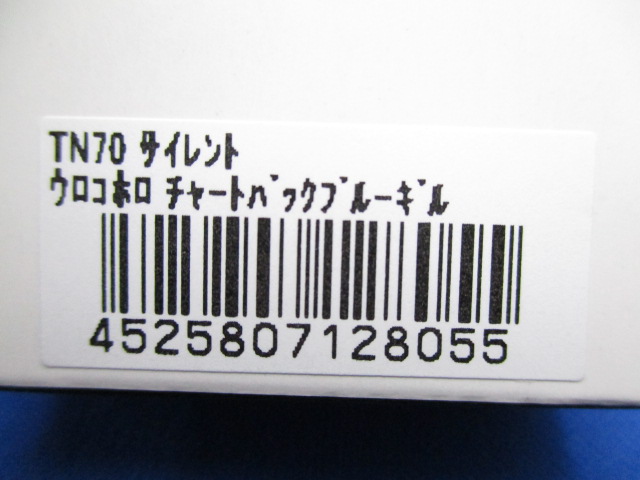 TN70 ｻｲﾚﾝﾄ
ｳﾛｺﾎﾛ ﾁｬｰﾄﾊﾞｯｸﾌﾞﾙｰｷﾞﾙ
4525807128055